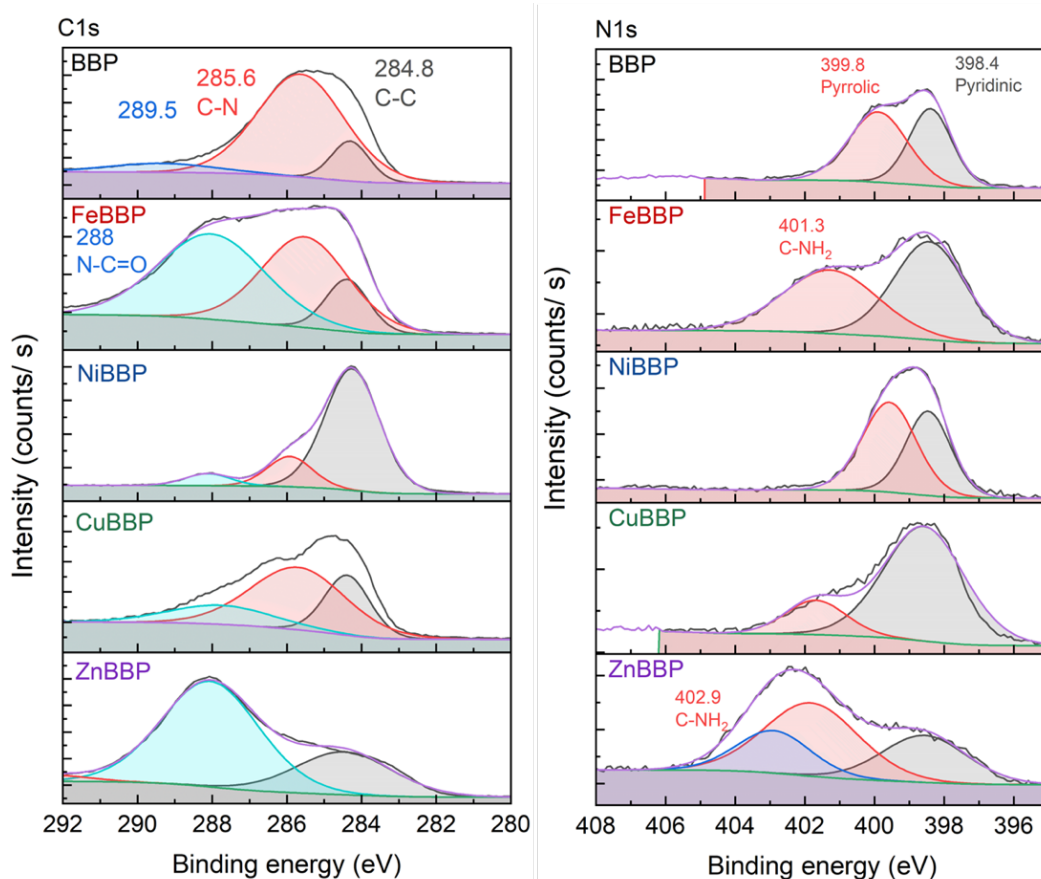 C1s
BBP
289.5
285.6
C-N
284.8
C-C
FeBBP
288
N-C=O
NiBBP
CuBBP
ZnBBP
Intensity (counts/ s)
292 290 288 286 284 282 280
Binding energy (eV)
N1s
BBP
399.8
Pyrrolic
398.4
Pyridinic
FeBBP
401.3
C-NH₂
NiBBP
CuBBP
ZnBBP
402.9
C-NH₂
Intensity (counts/ s)
408 406 404 402 400 398 396
Binding energy (eV)